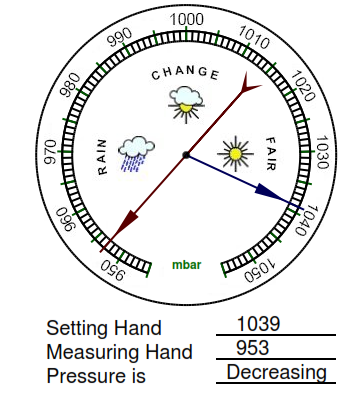 950
960
970
980
990
1000
1010
1020
1030
1040
1050
CHANGE
RAIN
FAIR
mbar
Setting Hand 1039
Measuring Hand 953
Pressure is Decreasing